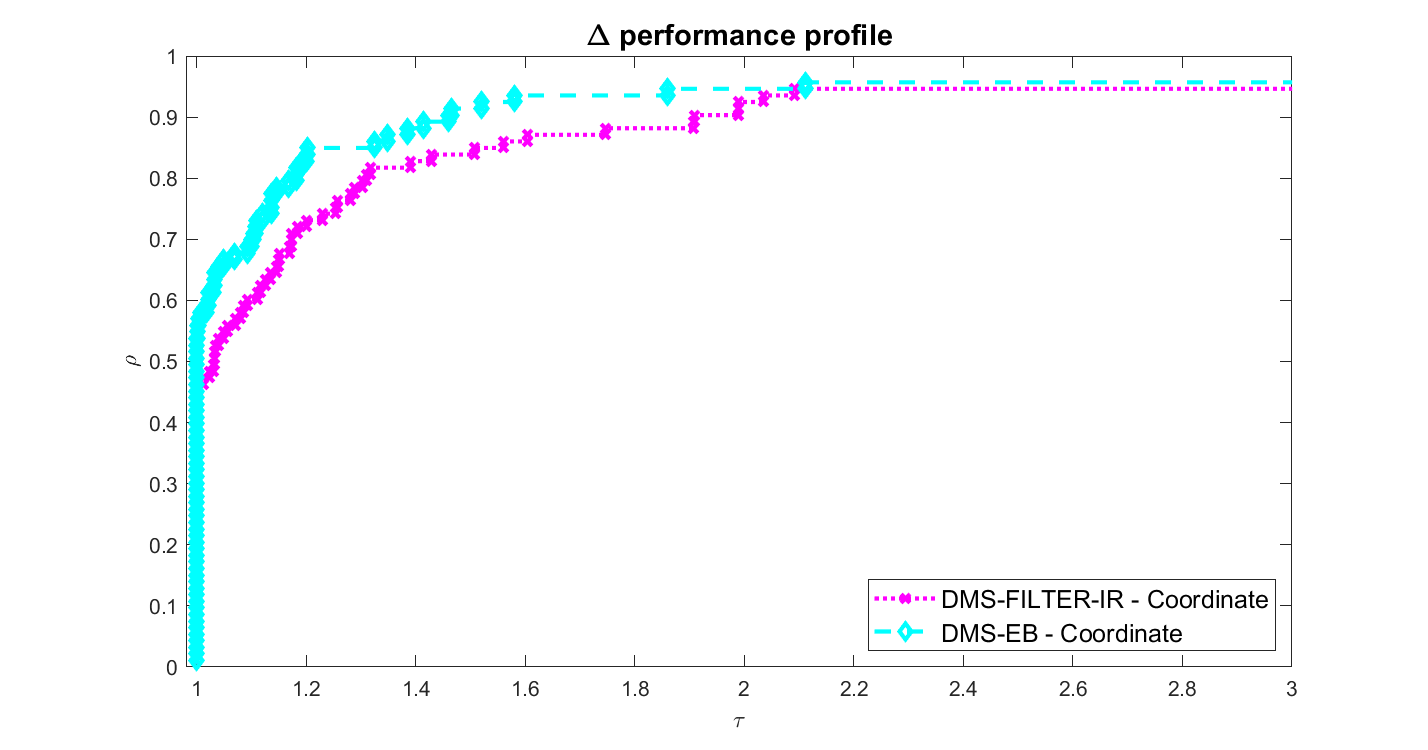 Δ performance profile
1
0.9
0.8
0.7
0.6
0.5
0.4
0.3
0.2
0.1
0
ρ
1 1.2 1.4 1.6 1.8 2 2.2 2.4 2.6 2.8 3
τ
DMS-FILTER-IR - Coordinate
DMS-EB - Coordinate